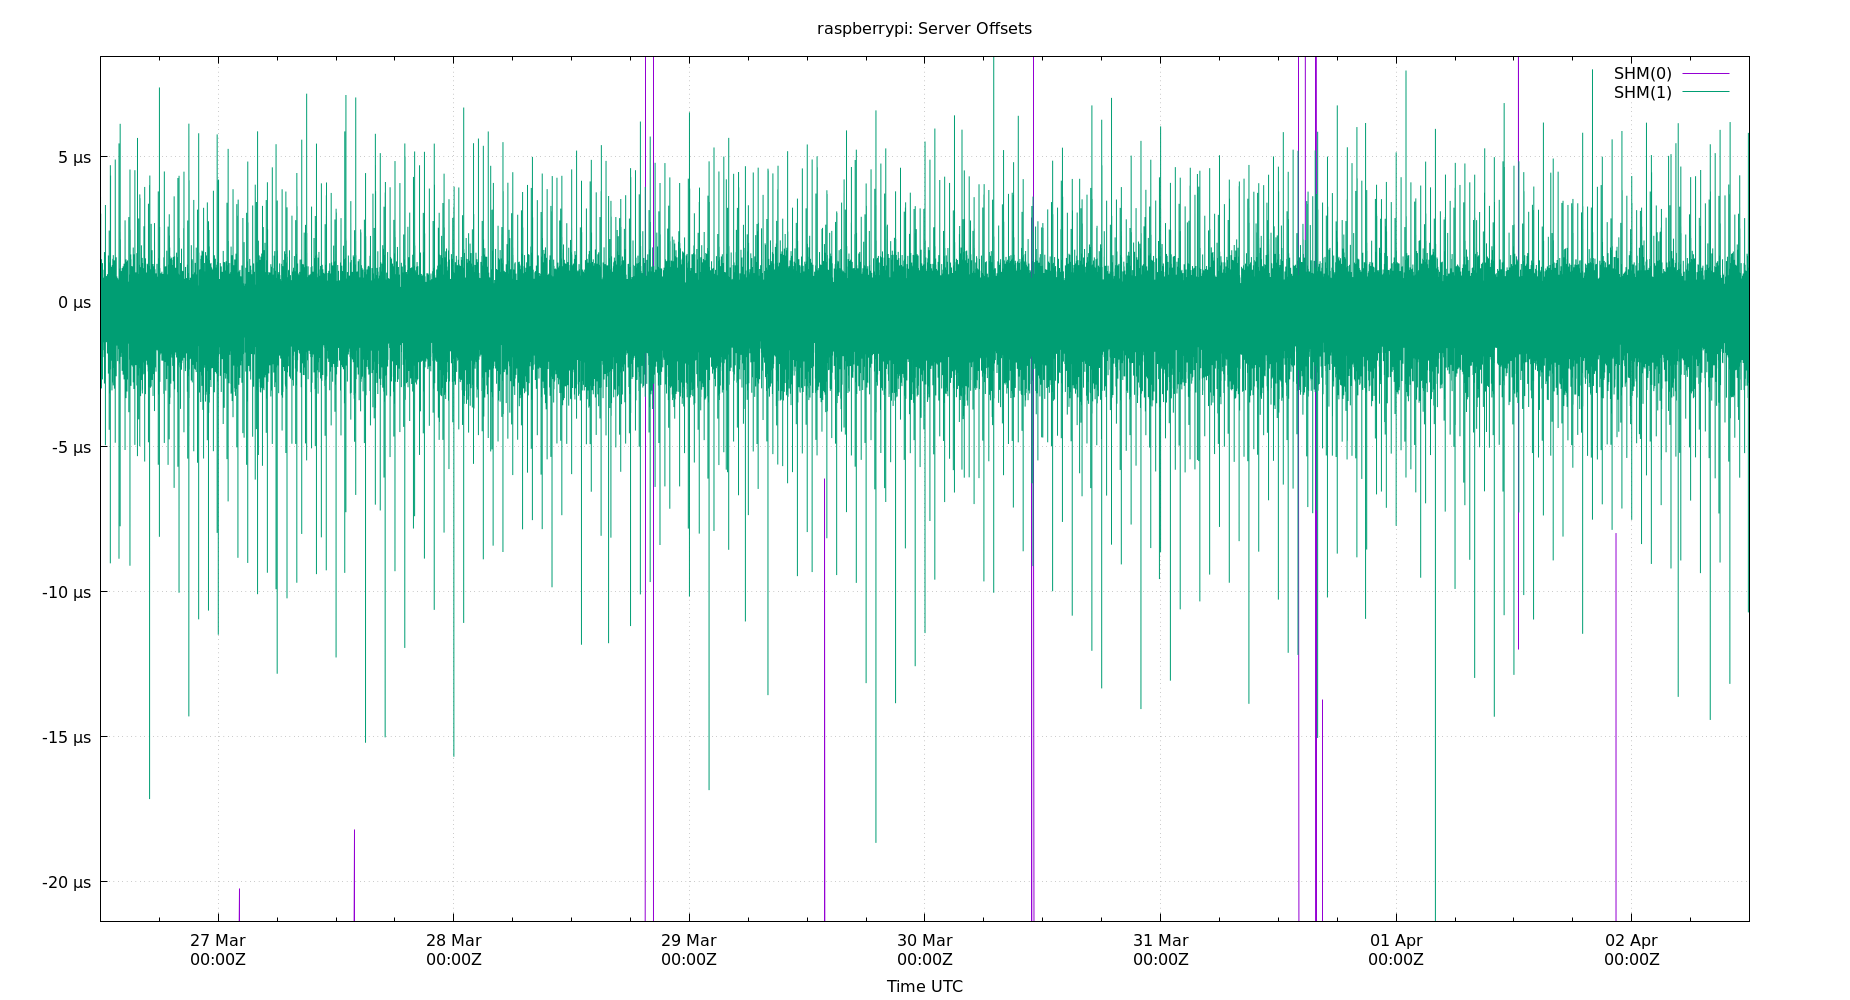 raspberrypi: Server Offsets
SHM(0)
SHM(1)
5 µs
0 µs
-5 µs
-10 µs
-15 µs
-20 µs
27 Mar 28 Mar 29 Mar 30 Mar 31 Mar 01 Apr 02 Apr
00:00Z 00:00Z 00:00Z 00:00Z 00:00Z 00:00Z 00:00Z
Time UTC